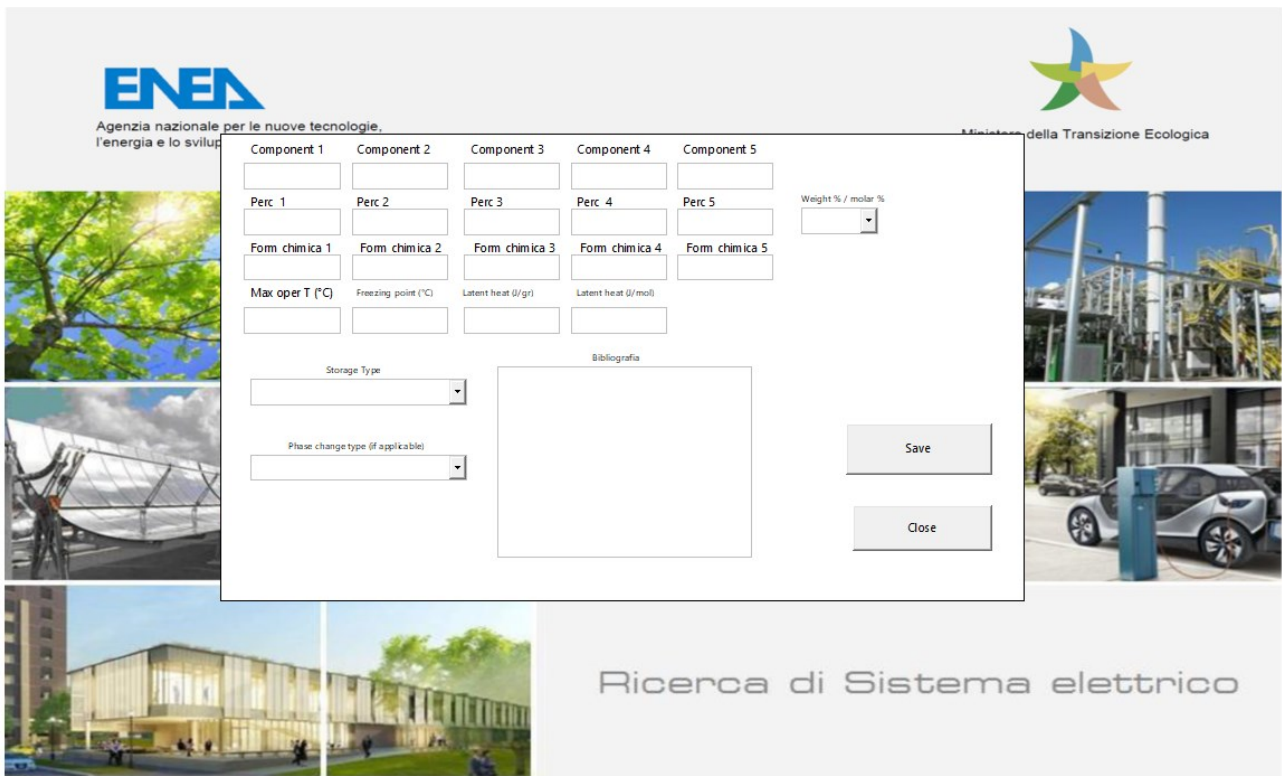 ENEA
Agenzia nazionale per le nuove tecnologie,
l'energia e lo svilup
Ministero della Transizione Ecologica
Component 1 Component 2 Component 3 Component 4 Component 5
Perc 1 Perc 2 Perc 3 Perc 4 Perc 5 Weight % / molar %
Form chimica 1 Form chimica 2 Form chimica 3 Form chimica 4 Form chimica 5
Max oper T (°C) Freezing point (°C) Latent heat (J/gr) Latent heat (J/mol)
Storage Type
Bibliografia
Phase change type (if applicable)
Save
Close
Ricerca di Sistema elettrico